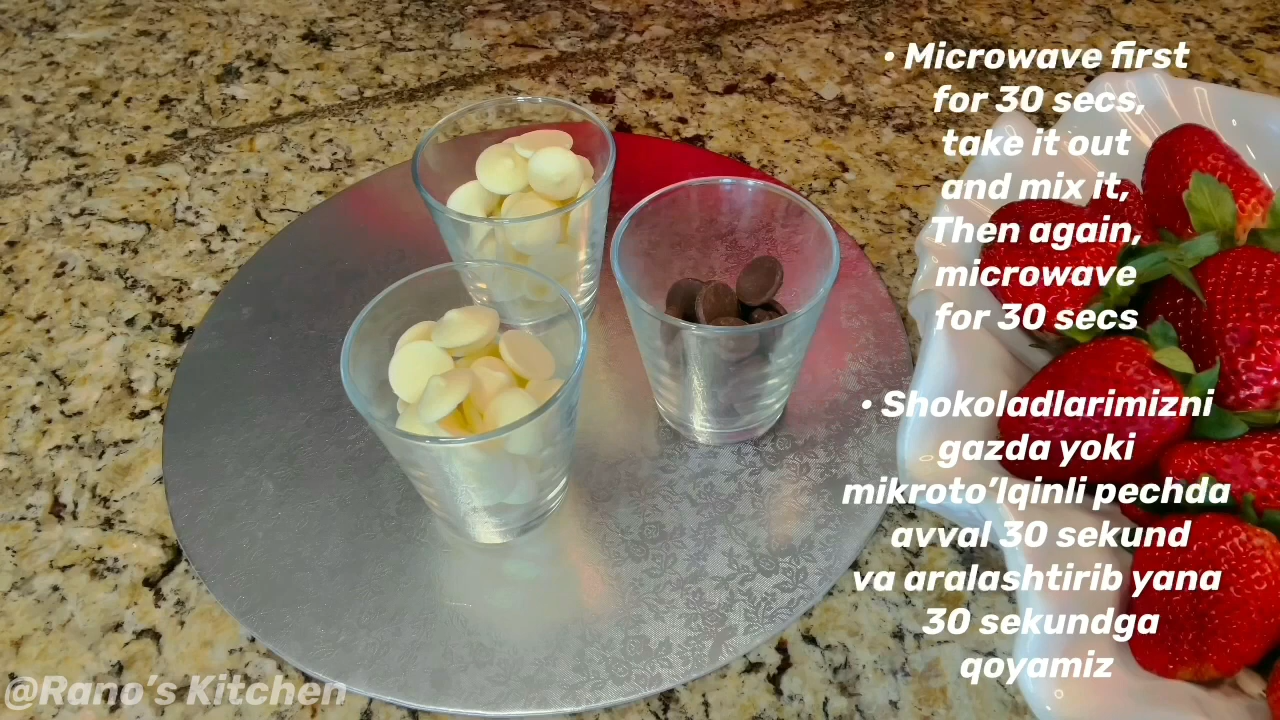 • Microwave first
for 30 secs,
take it out
and mix it,
Then again,
microwave
for 30 secs
• Shokoladlarimizni
gazda yoki
mikroto’lqinli pechda
avval 30 sekund
va aralashtirib yana
30 sekundga
qoyamiz
@Rano’s Kitchen